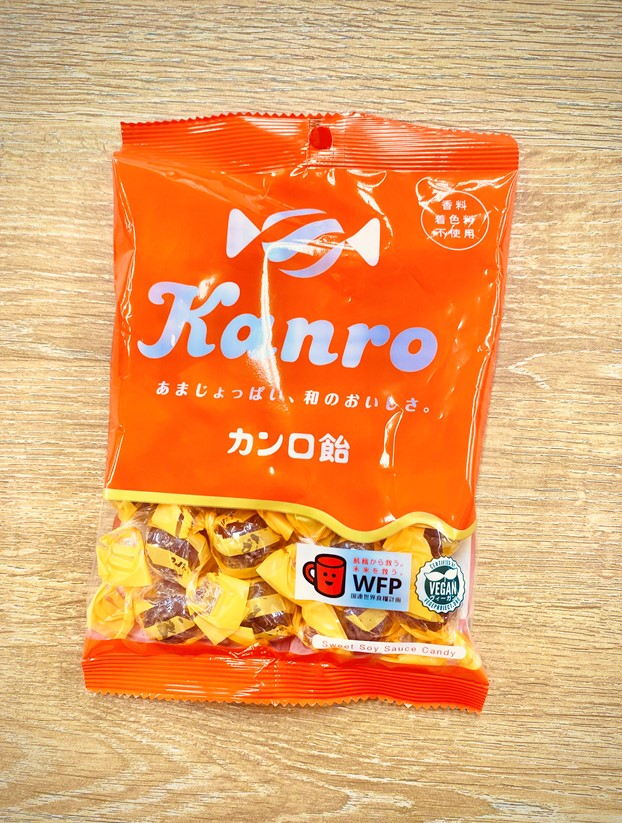 香料
着色料
不使用
Kanro
あまじょっぱい、和のおいしさ。
カンロ飴
飢餓から救う。
未来を救う。
WFP
国連世界食糧計画
CERTIFIED
VEGAN
ヴィーガン
Sweet Soy Sauce Candy